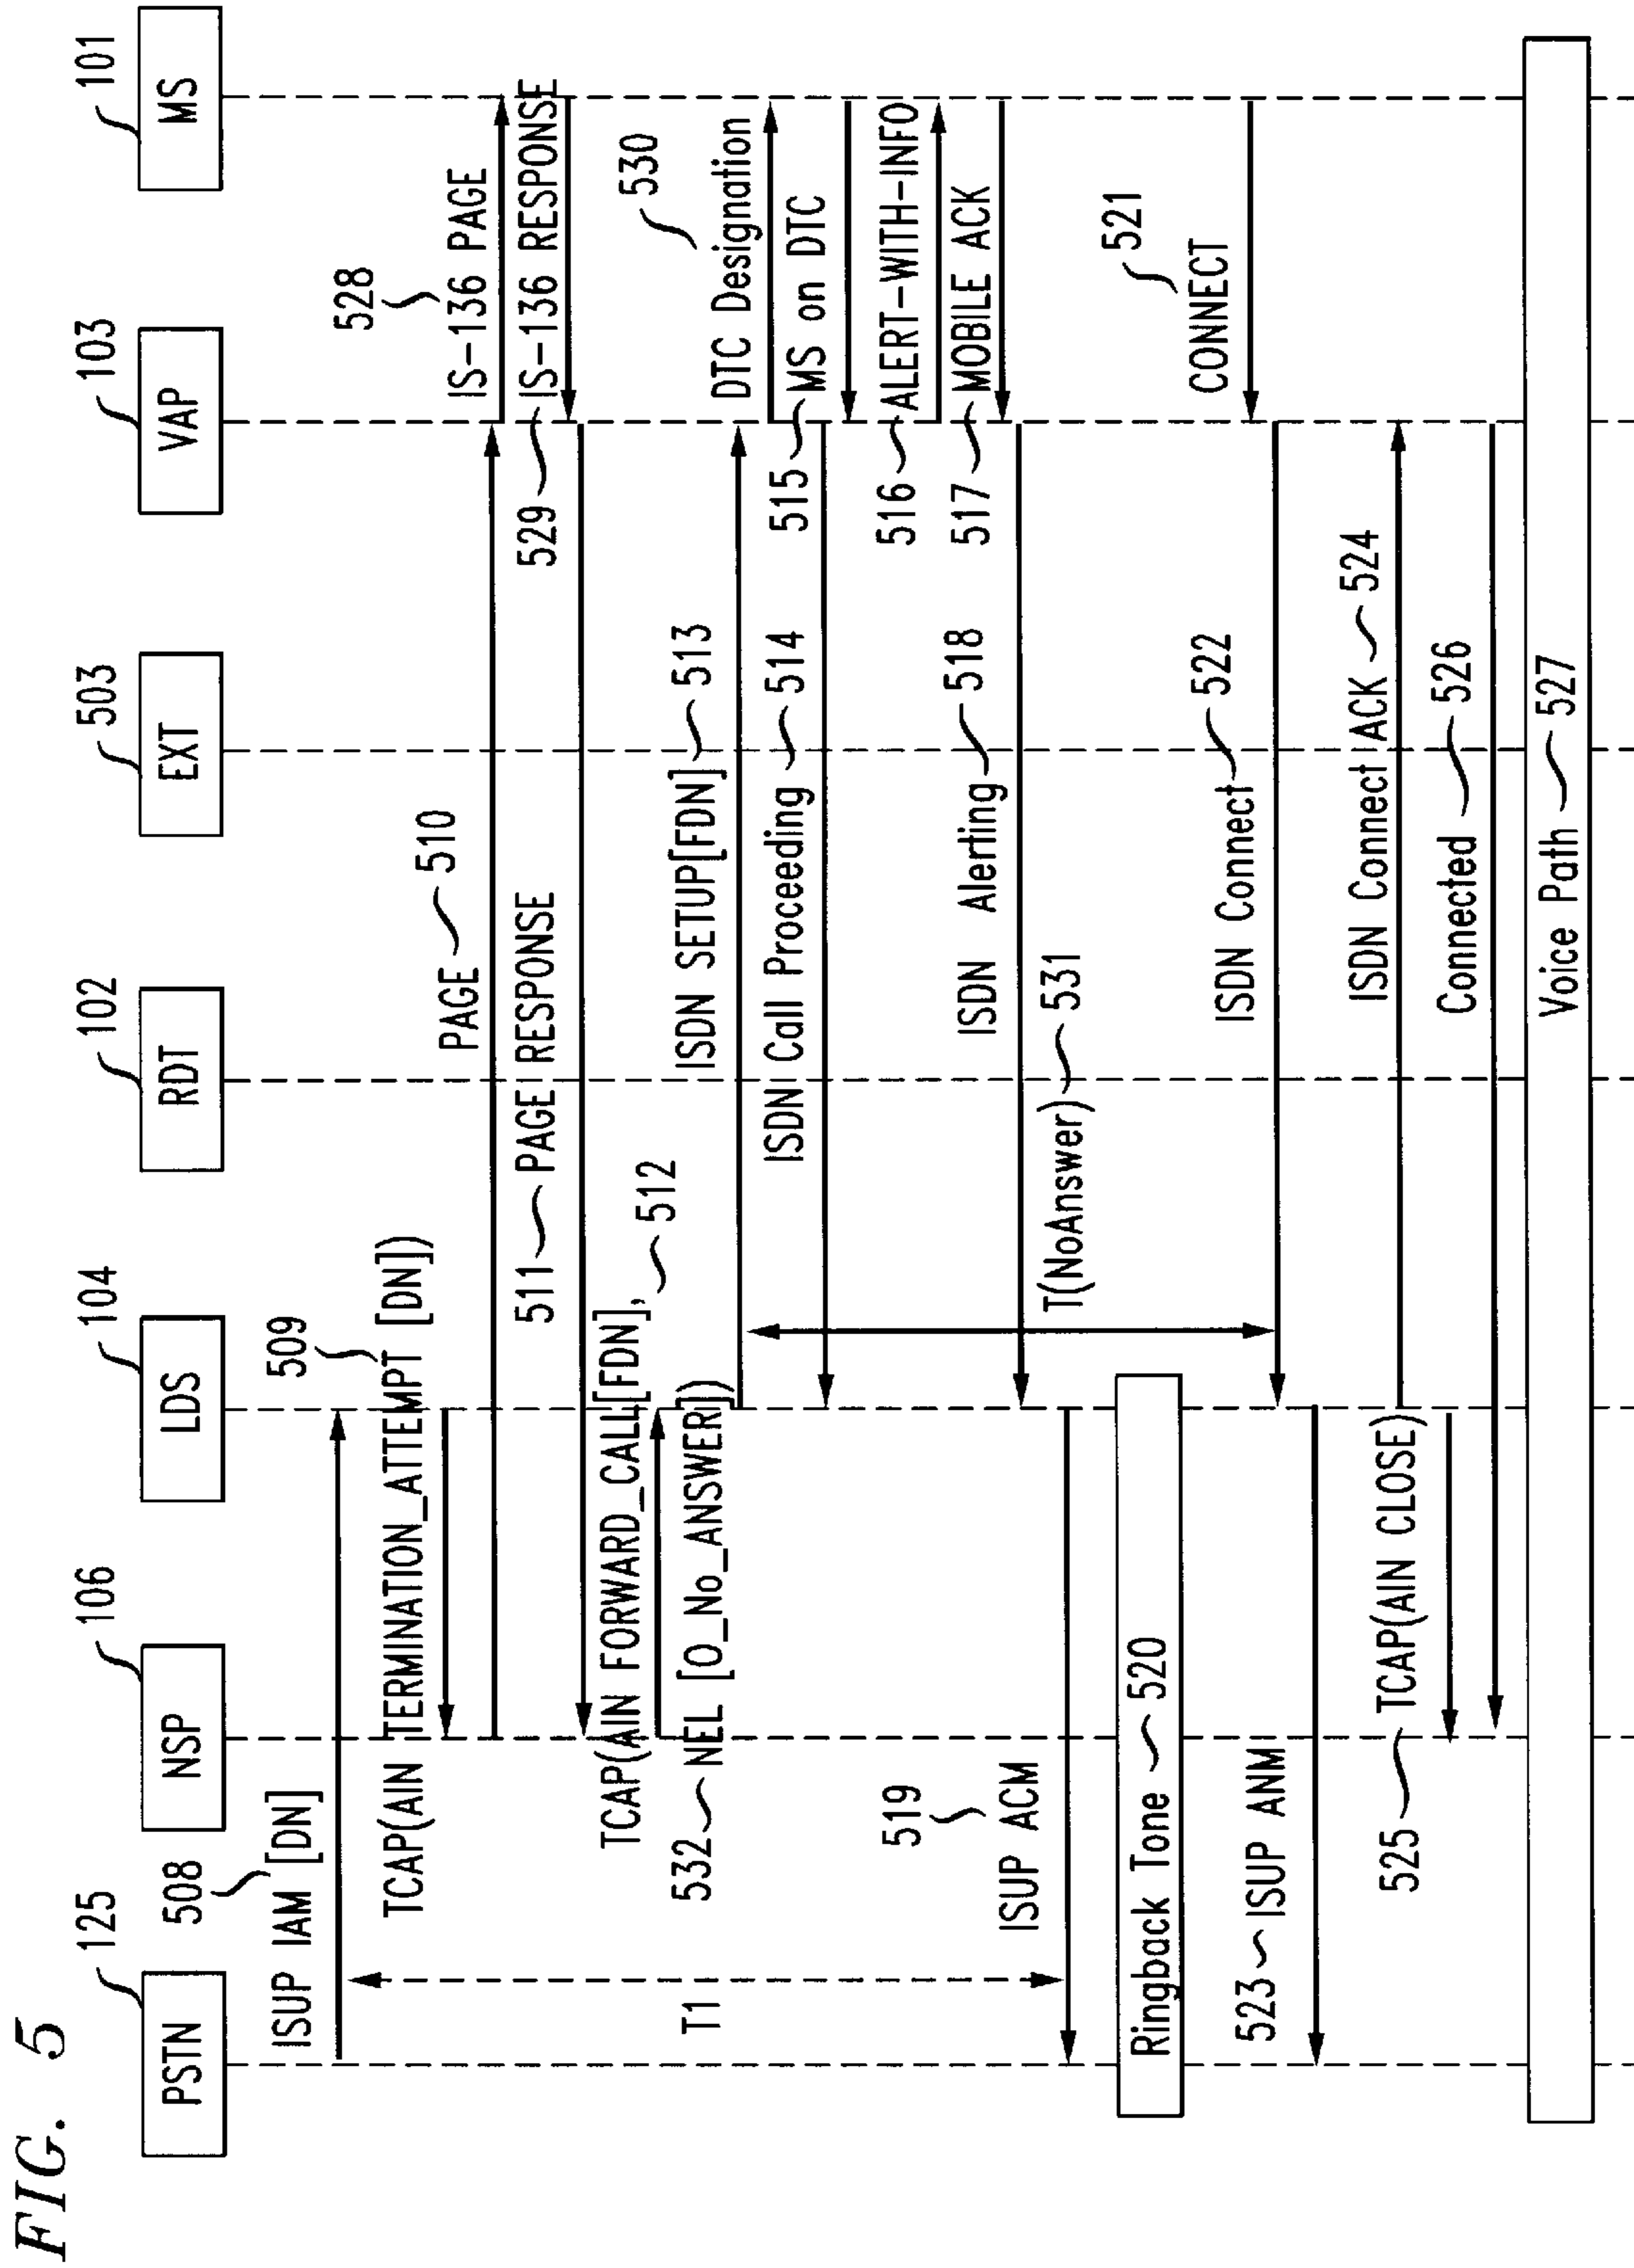 FIG. 5
PSTN 125
NSP 106
LDS 104
RDT 102
EXT 503
VAP 103
MS 101
508
ISUP IAM [DN]
509
TCAP(AIN TERMINATION_ATTEMPT [DN])
PAGE 510
528
IS-136 PAGE
511 PAGE RESPONSE
529 IS-136 RESPONSE
TCAP(AIN FORWARD_CALL[FDN], 512
532 NEL [O_No_ANSWER])
ISDN SETUP[FDN] 513
530
DTC Designation
T1
ISDN Call Proceeding 514
515 MS on DTC
516 ALERT-WITH-INFO
517 MOBILE ACK
ISDN Alerting 518
519
ISUP ACM
T(NoAnswer) 531
Ringback Tone 520
521
CONNECT
ISDN Connect 522
523 ISUP ANM
ISDN Connect ACK 524
525 TCAP(AIN CLOSE)
Connected 526
Voice Path 527